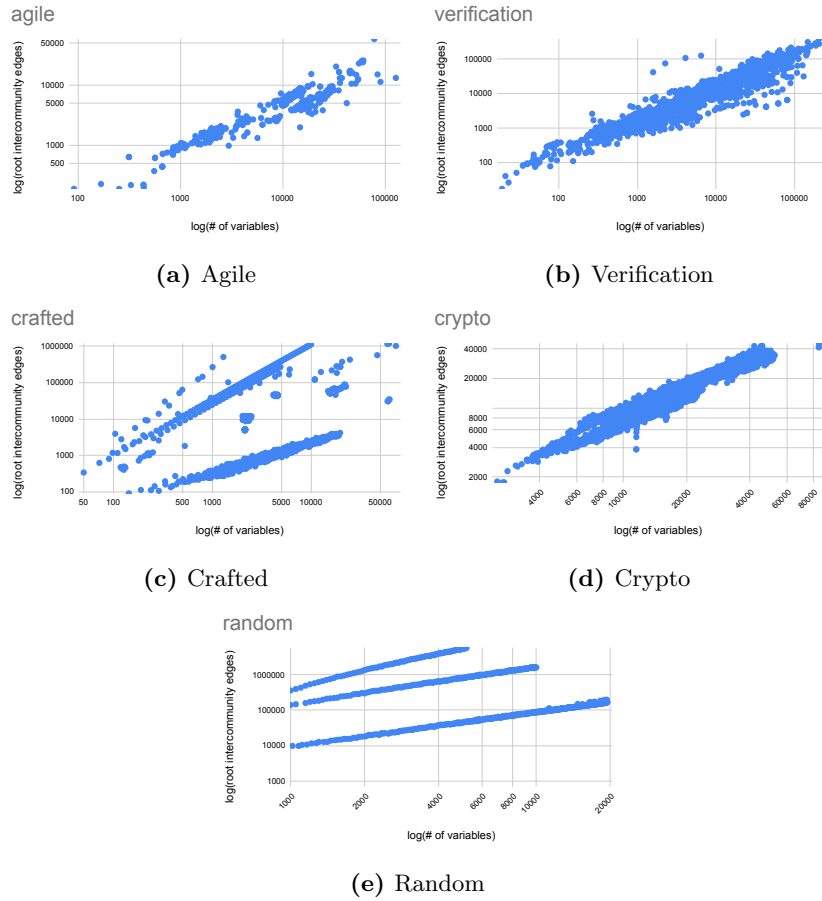 agile
log(root intercommunity edges)
50000
10000
5000
1000
500
100
1000
10000
100000
log(# of variables)
(a) Agile
verification
log(root intercommunity edges)
100000
10000
1000
100
100
1000
10000
100000
log(# of variables)
(b) Verification
crafted
log(root intercommunity edges)
1000000
100000
10000
1000
100
50
100
500
1000
5000
10000
50000
log(# of variables)
(c) Crafted
crypto
log(root intercommunity edges)
40000
20000
8000
6000
4000
2000
4000
6000
8000
10000
20000
40000
60000
80000
log(# of variables)
(d) Crypto
random
log(root intercommunity edges)
1000000
100000
10000
1000
1000
2000
4000
6000
8000
10000
20000
log(# of variables)
(e) Random